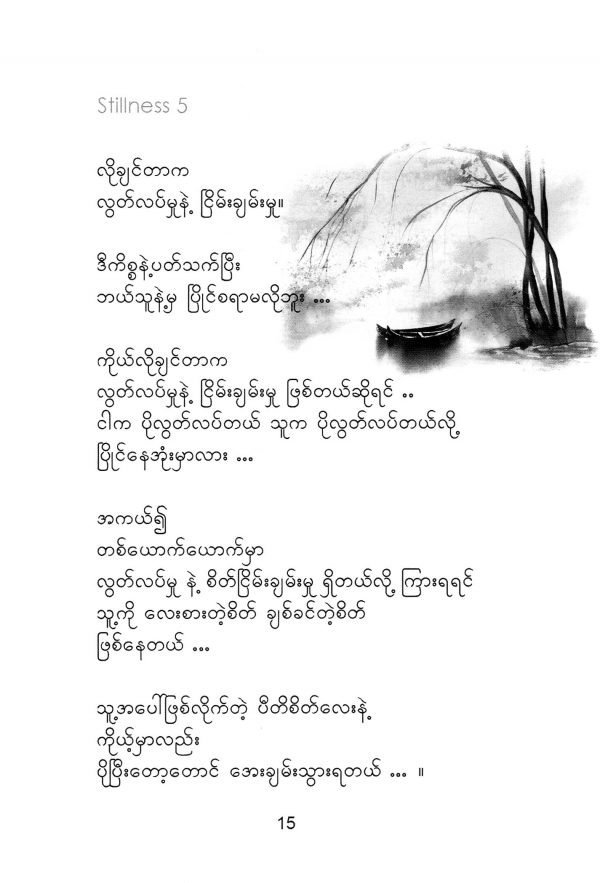 Stillness 5
လိုချင်တာက
လွတ်လပ်မှုနဲ့ ငြိမ်းချမ်းမှု။
ဒီကိစ္စနဲ့ပတ်သက်ပြီး
ဘယ်သူနဲ့မှ ပြိုင်စရာမလိုဘူး ...
ကိုယ်လိုချင်တာက
လွတ်လပ်မှုနဲ့ ငြိမ်းချမ်းမှု ဖြစ်တယ်ဆိုရင် ..
ငါက ပိုလွတ်လပ်တယ် သူက ပိုလွတ်လပ်တယ်လို့
ပြိုင်နေအုံးမှာလား ...
အကယ်၍
တစ်ယောက်ယောက်မှာ
လွတ်လပ်မှု နဲ့ စိတ်ငြိမ်းချမ်းမှု ရှိတယ်လို့ ကြားရရင်
သူ့ကို လေးစားတဲ့စိတ် ချစ်ခင်တဲ့စိတ်
ဖြစ်နေတယ် ...
သူ့အပေါ်ဖြစ်လိုက်တဲ့ ပီတိစိတ်လေးနဲ့
ကိုယ့်မှာလည်း
ပိုပြီးတော့တောင် အေးချမ်းသွားရတယ် ... ။
15